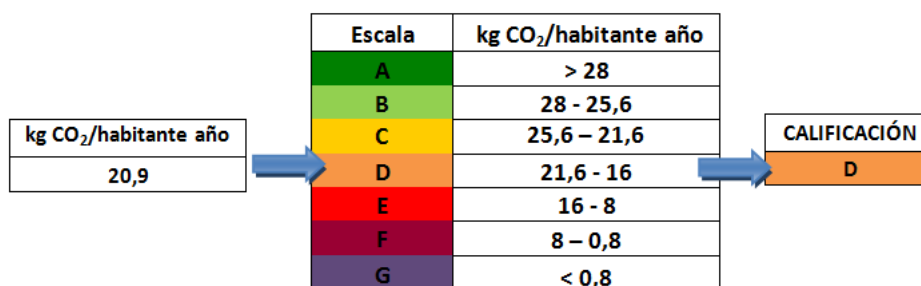 kg CO₂/habitante año
20,9
Escala kg CO₂/habitante año
A > 28
B 28 - 25,6
C 25,6 – 21,6
D 21,6 - 16
E 16 - 8
F 8 – 0,8
G < 0,8
CALIFICACIÓN
D